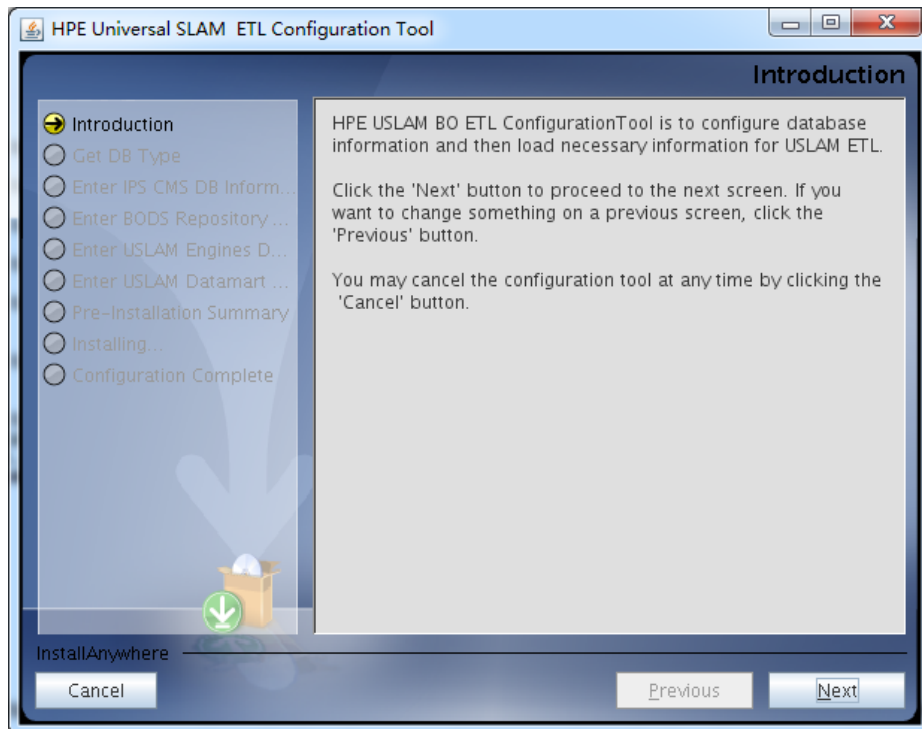 HPE Universal SLAM ETL Configuration Tool
Introduction
Introduction
Get DB Type
Enter IPS CMS DB Inform...
Enter BODS Repository ...
Enter USLAM Engines D...
Enter USLAM Datamart ...
Pre-Installation Summary
Installing...
Configuration Complete
HPE USLAM BO ETL ConfigurationTool is to configure database
information and then load necessary information for USLAM ETL.
Click the 'Next' button to proceed to the next screen. If you
want to change something on a previous screen, click the
'Previous' button.
You may cancel the configuration tool at any time by clicking the
'Cancel' button.
InstallAnywhere
Cancel
Previous
Next